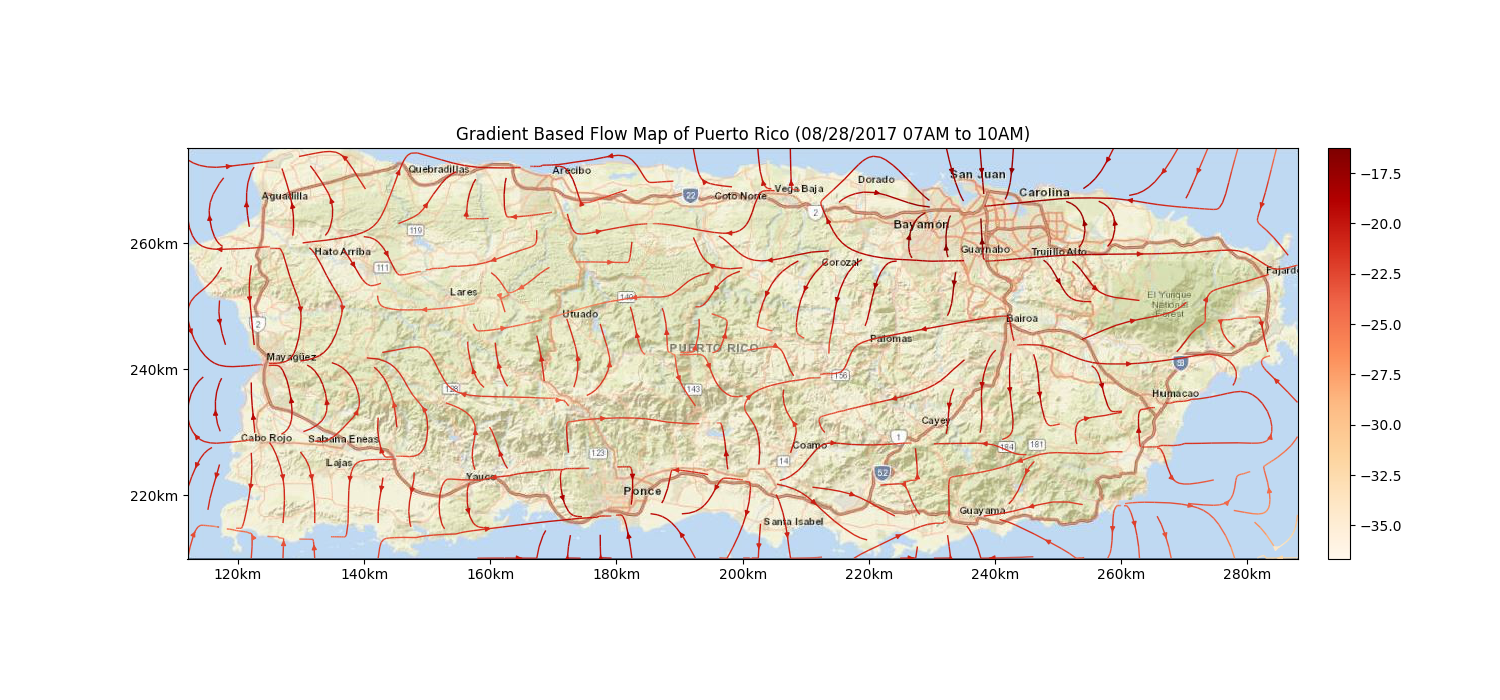 Gradient Based Flow Map of Puerto Rico (08/28/2017 07AM to 10AM)
Quebradillas
Arecibo
San Juan
Dorado
Aguadilla
22
Coto Norte
Vega Baja
Carolina
2
Bayamón
119
260km
Hato Arriba
Guaynabo
Trujillo Alto
111
Corozal
Fajardo
Lares
140
El Yunque
National
Forest
Utuado
Bairoa
2
Palomas
PUERTO RICO
Mayagüez
240km
156
128
143
Humacao
Cayey
Cabo Rojo
Sabana Eneas
1
Coamo
184
181
123
14
Lajas
52
Yauco
220km
Ponce
Guayama
Santa Isabel
120km
140km
160km
180km
200km
220km
240km
260km
280km
−17.5
−20.0
−22.5
−25.0
−27.5
−30.0
−32.5
−35.0